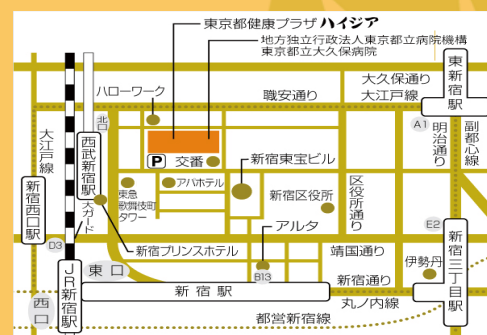 東京都健康プラザ ハイジア
地方独立行政法人東京都立病院機構
東京都立大久保病院
ハローワーク
職安通り
大久保通り
大江戸線
東新宿駅
北口
A1
明治通り
副都心線
大江戸線
西武新宿駅
P
交番
新宿東宝ビル
東急
歌舞伎町
タワー
アパホテル
新宿区役所
区役所通り
新宿西口駅
大ガード
D3
新宿プリンスホテル
アルタ
靖国通り
E2
新宿三丁目駅
東口
B13
新宿通り
伊勢丹
西口
JR新宿駅
新宿駅
丸ノ内線
都営新宿線